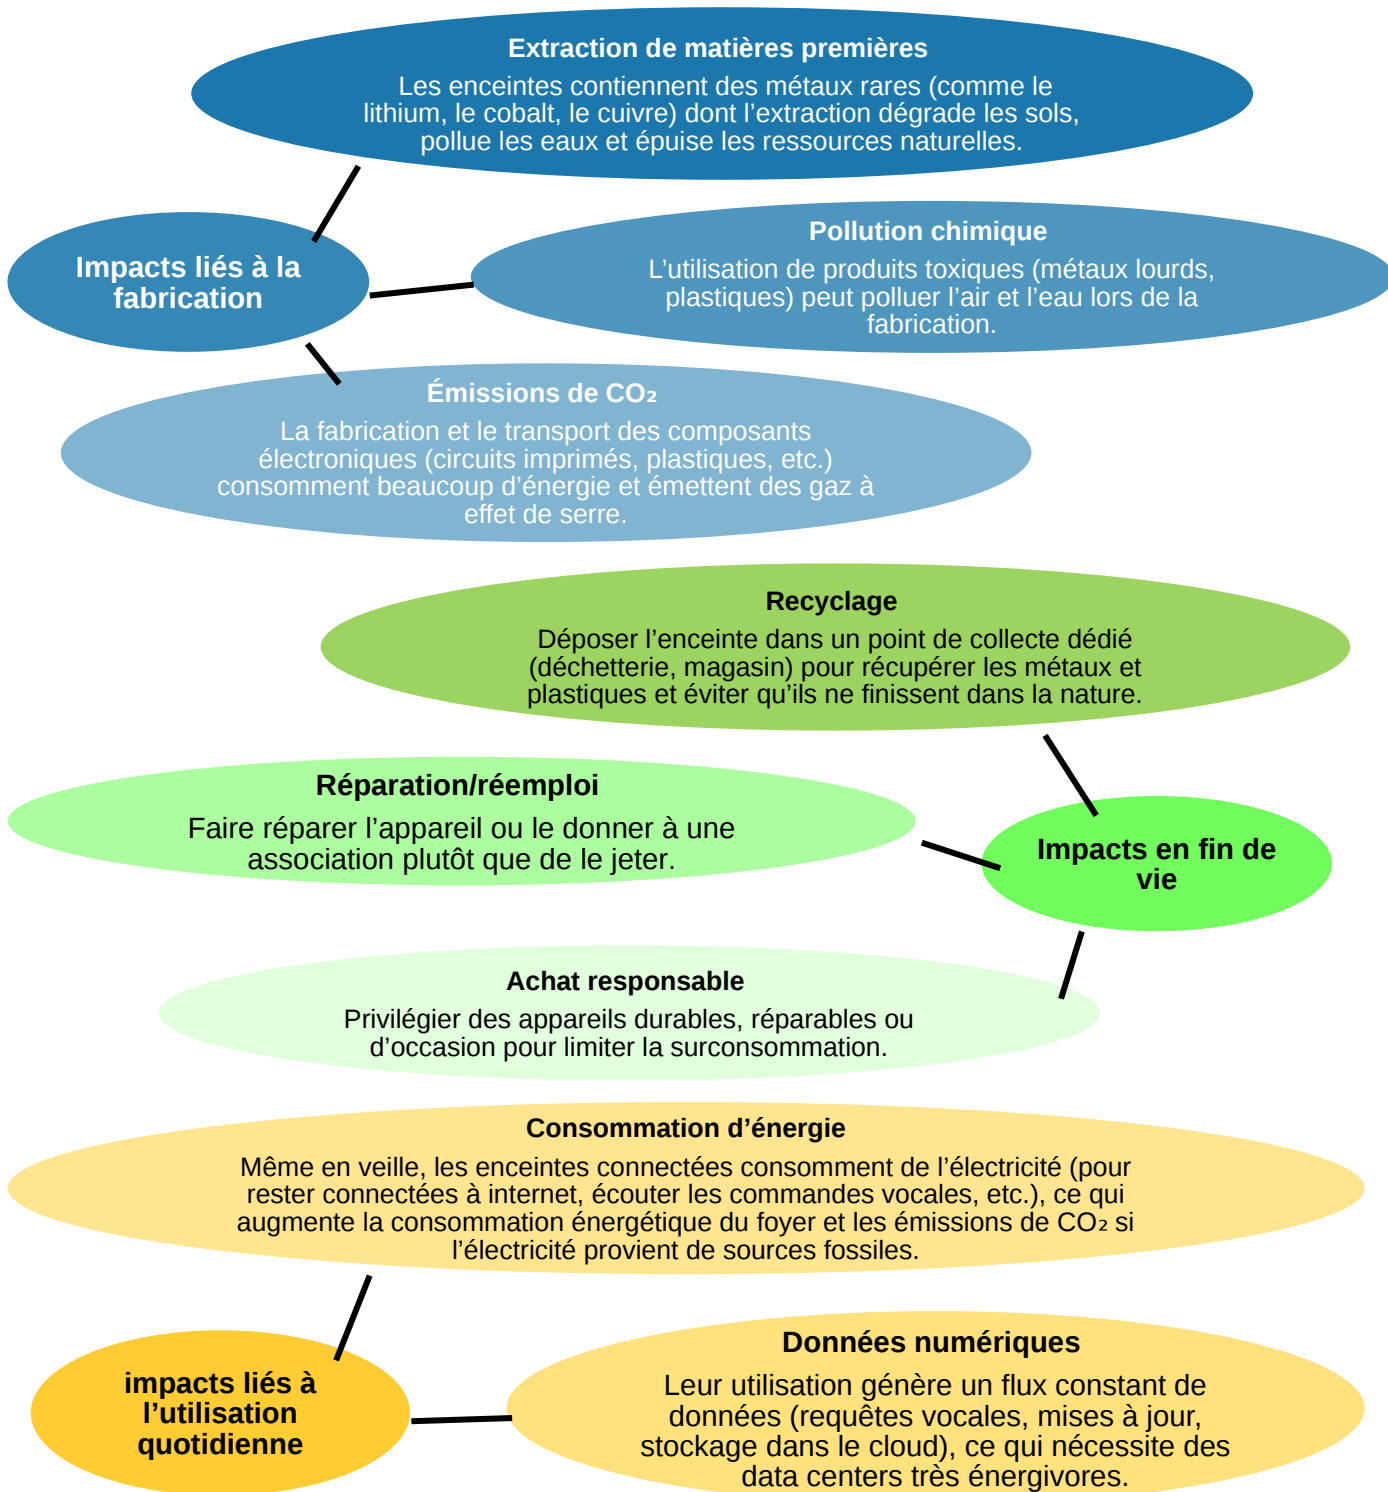 Extraction de matières premières
Les enceintes contiennent des métaux rares (comme le
lithium, le cobalt, le cuivre) dont l’extraction dégrade les sols,
pollue les eaux et épuise les ressources naturelles.
Impacts liés à la
fabrication
Pollution chimique
L’utilisation de produits toxiques (métaux lourds,
plastiques) peut polluer l’air et l’eau lors de la
fabrication.
Émissions de CO₂
La fabrication et le transport des composants
électroniques (circuits imprimés, plastiques, etc.)
consomment beaucoup d’énergie et émettent des gaz à
effet de serre.
Recyclage
Déposer l’enceinte dans un point de collecte dédié
(déchetterie, magasin) pour récupérer les métaux et
plastiques et éviter qu’ils ne finissent dans la nature.
Réparation/réemploi
Faire réparer l’appareil ou le donner à une
association plutôt que de le jeter.
Impacts en fin de
vie
Achat responsable
Privilégier des appareils durables, réparables ou
d’occasion pour limiter la surconsommation.
Consommation d’énergie
Même en veille, les enceintes connectées consomment de l’électricité (pour
rester connectées à internet, écouter les commandes vocales, etc.), ce qui
augmente la consommation énergétique du foyer et les émissions de CO₂ si
l’électricité provient de sources fossiles.
impacts liés à
l’utilisation
quotidienne
Données numériques
Leur utilisation génère un flux constant de
données (requêtes vocales, mises à jour,
stockage dans le cloud), ce qui nécessite des
data centers très énergivores.